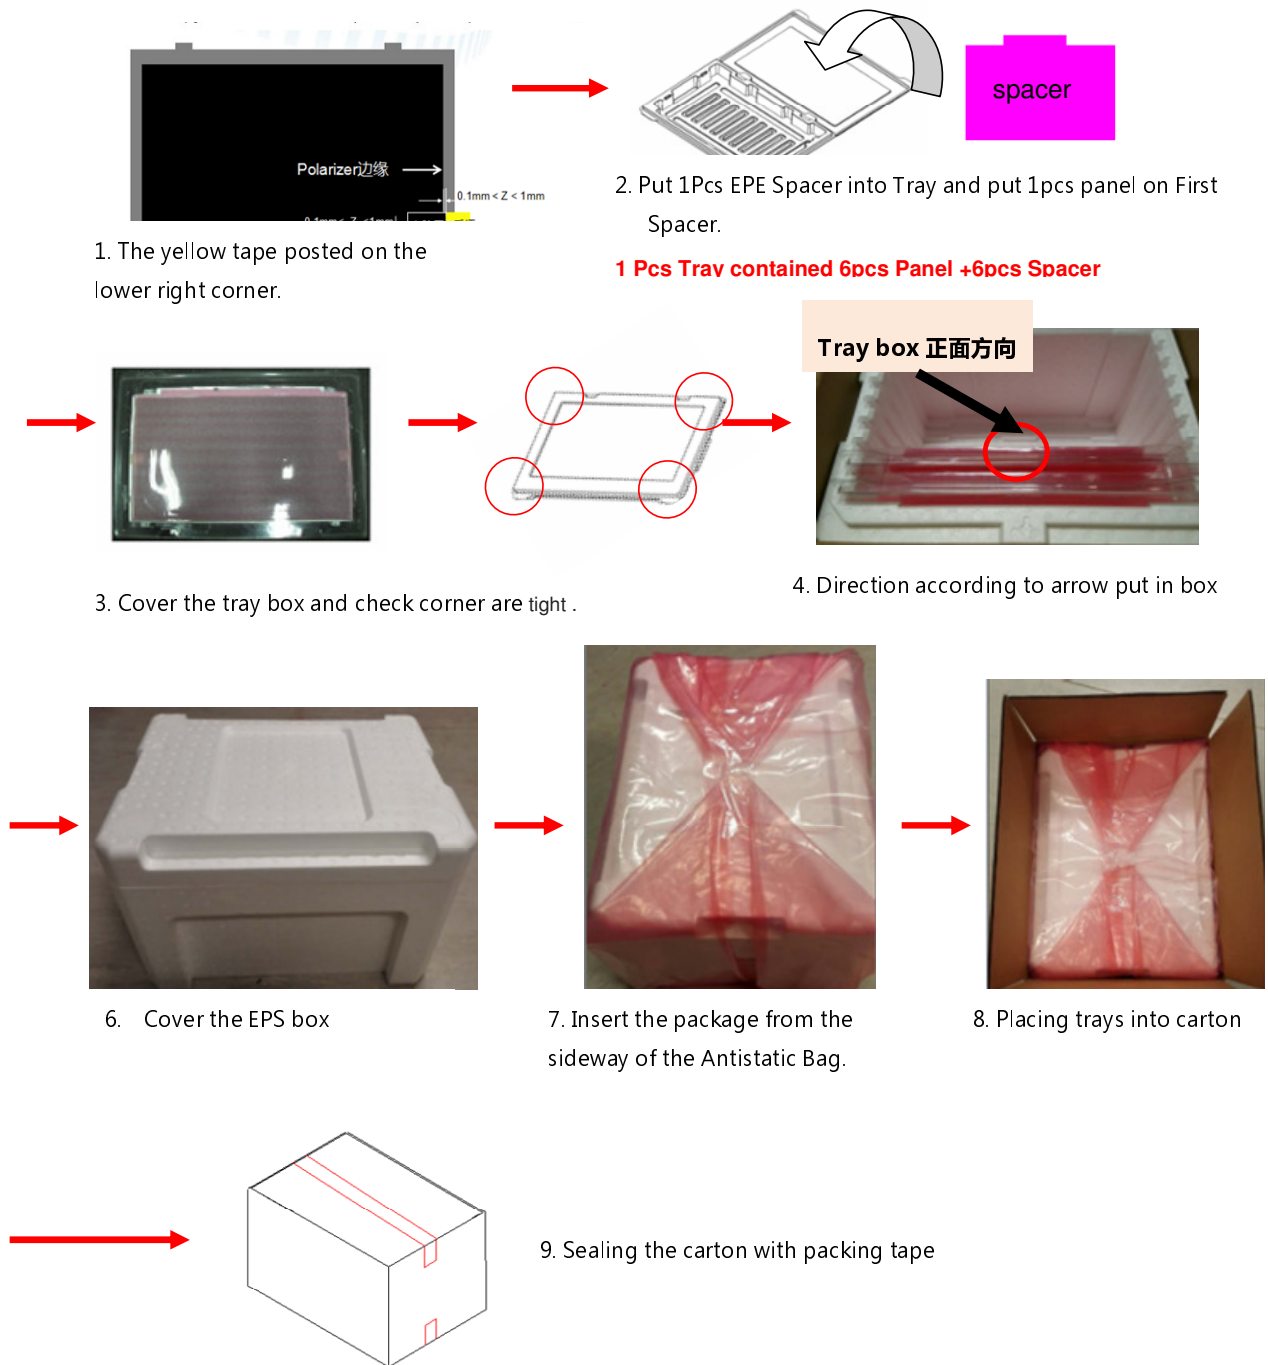 Polarizer边缘
0.1mm < Z < 1mm
spacer
1. The yellow tape posted on the
lower right corner.
2. Put 1Pcs EPE Spacer into Tray and put 1pcs panel on First
Spacer.
1 Pcs Tray contained 6pcs Panel +6pcs Spacer
Tray box 正面方向
3. Cover the tray box and check corner are tight .
4. Direction according to arrow put in box
6. Cover the EPS box
7. Insert the package from the
sideway of the Antistatic Bag.
8. Placing trays into carton
9. Sealing the carton with packing tape